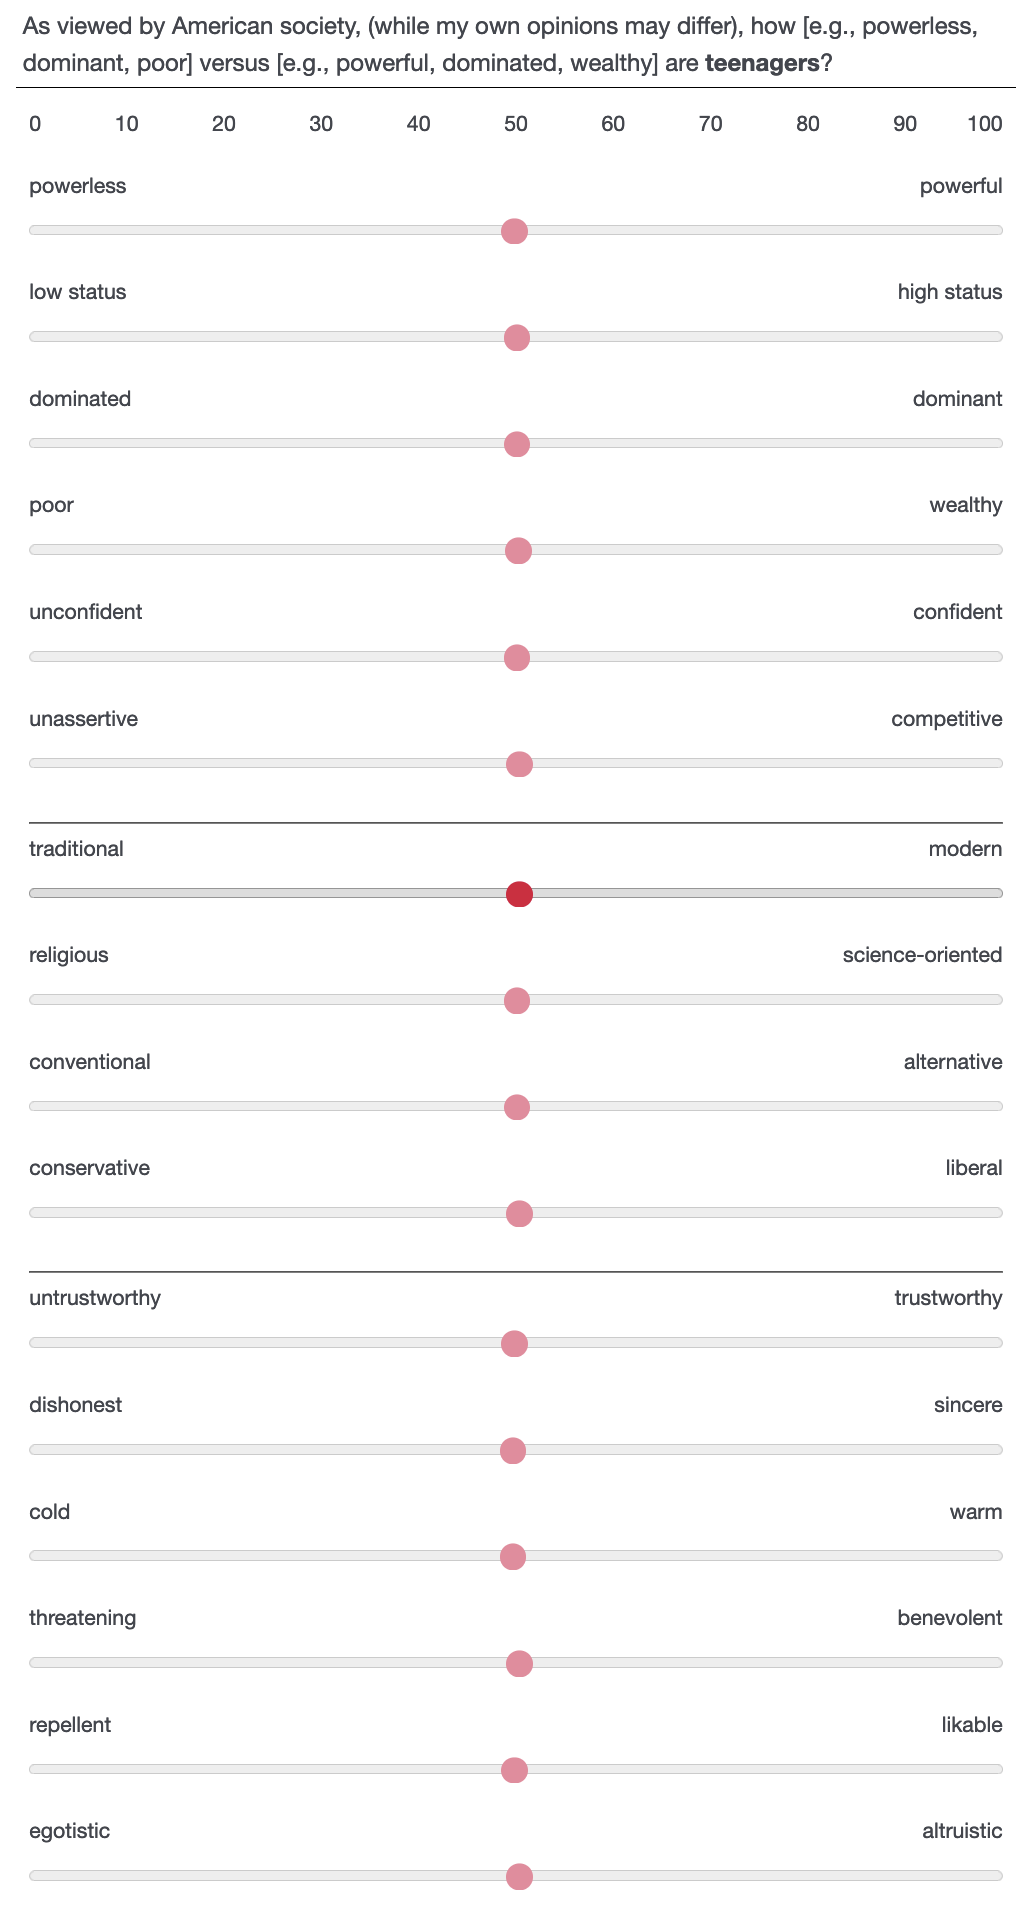 As viewed by American society, (while my own opinions may differ), how [e.g., powerless,
dominant, poor] versus [e.g., powerful, dominated, wealthy] are teenagers?
0 10 20 30 40 50 60 70 80 90 100
powerless powerful
low status high status
dominated dominant
poor wealthy
unconfident confident
unassertive competitive
traditional modern
religious science-oriented
conventional alternative
conservative liberal
untrustworthy trustworthy
dishonest sincere
cold warm
threatening benevolent
repellent likable
egotistic altruistic